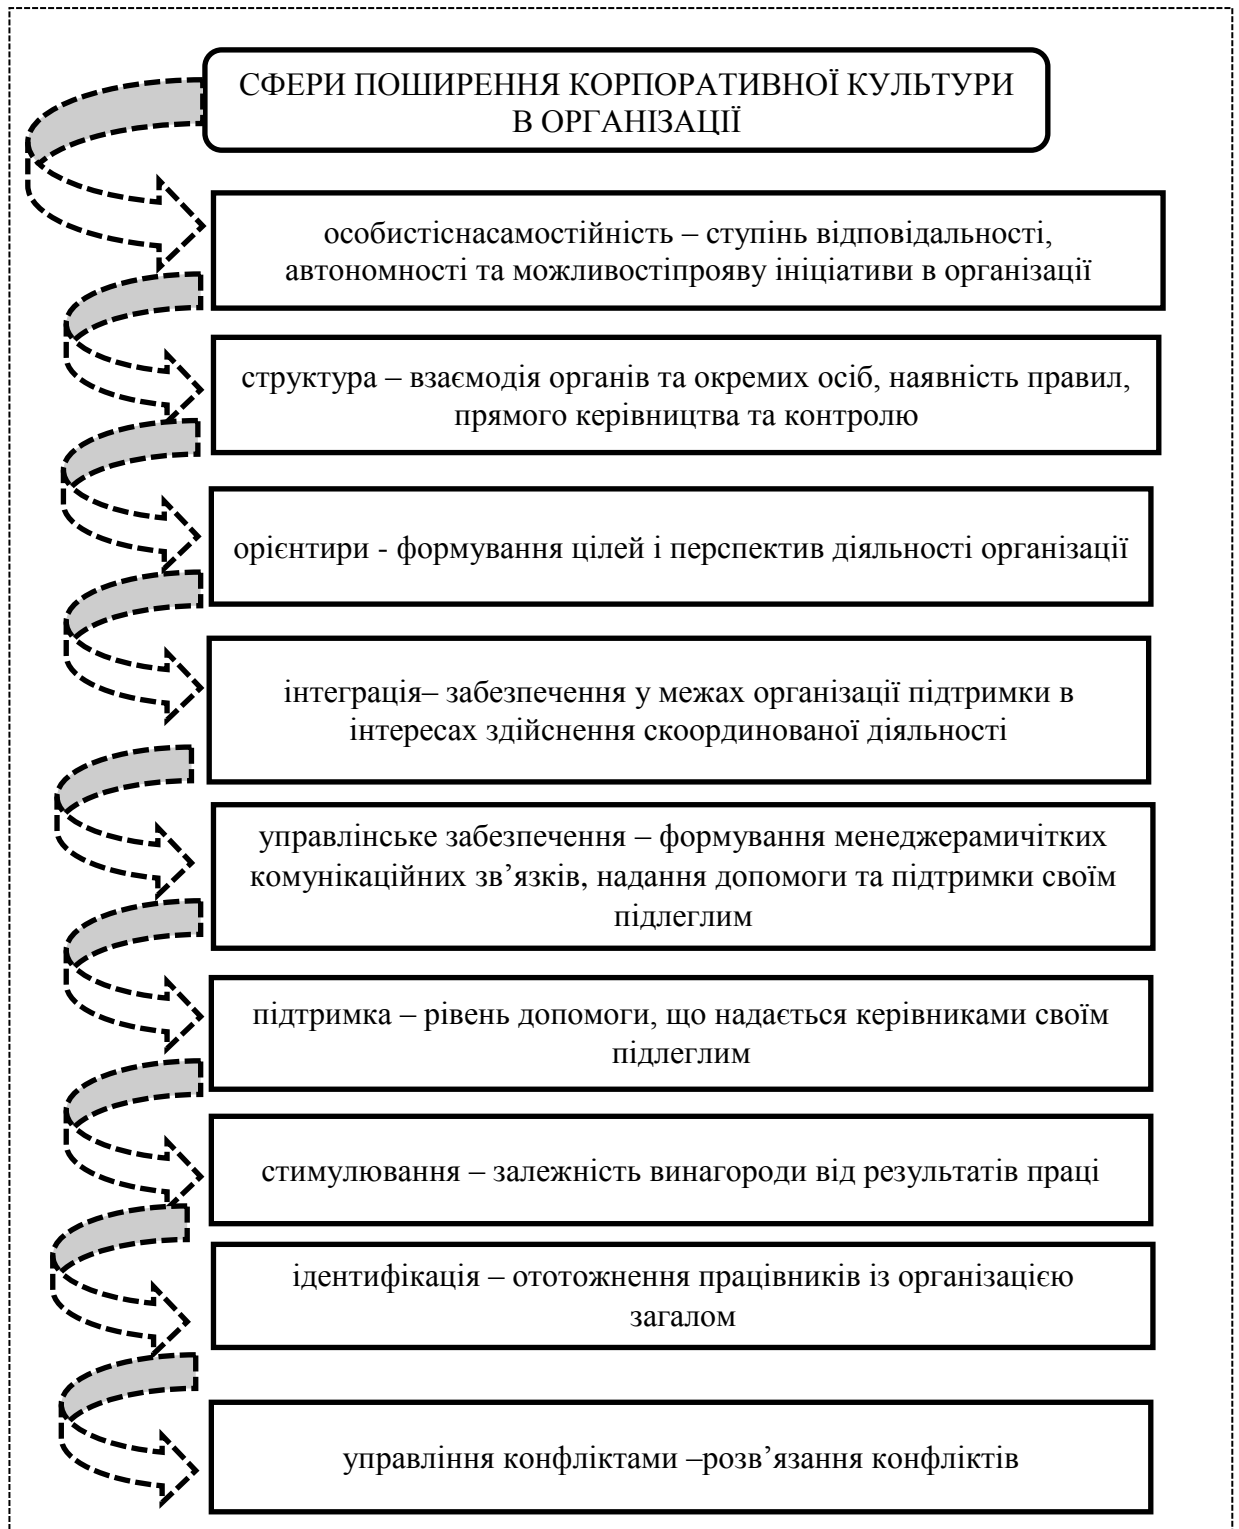 СФЕРИ ПОШИРЕННЯ КОРПОРАТИВНОЇ КУЛЬТУРИ
В ОРГАНІЗАЦІЇ
особистіснасамостійність – ступінь відповідальності,
автономності та можливостіпрояву ініціативи в організації
структура – взаємодія органів та окремих осіб, наявність правил,
прямого керівництва та контролю
орієнтири - формування цілей і перспектив діяльності організації
інтеграція– забезпечення у межах організації підтримки в
інтересах здійснення скоординованої діяльності
управлінське забезпечення – формування менеджерамичітких
комунікаційних зв’язків, надання допомоги та підтримки своїм
підлеглим
підтримка – рівень допомоги, що надається керівниками своїм
підлеглим
стимулювання – залежність винагороди від результатів праці
ідентифікація – ототожнення працівників із організацією
загалом
управління конфліктами –розв’язання конфліктів